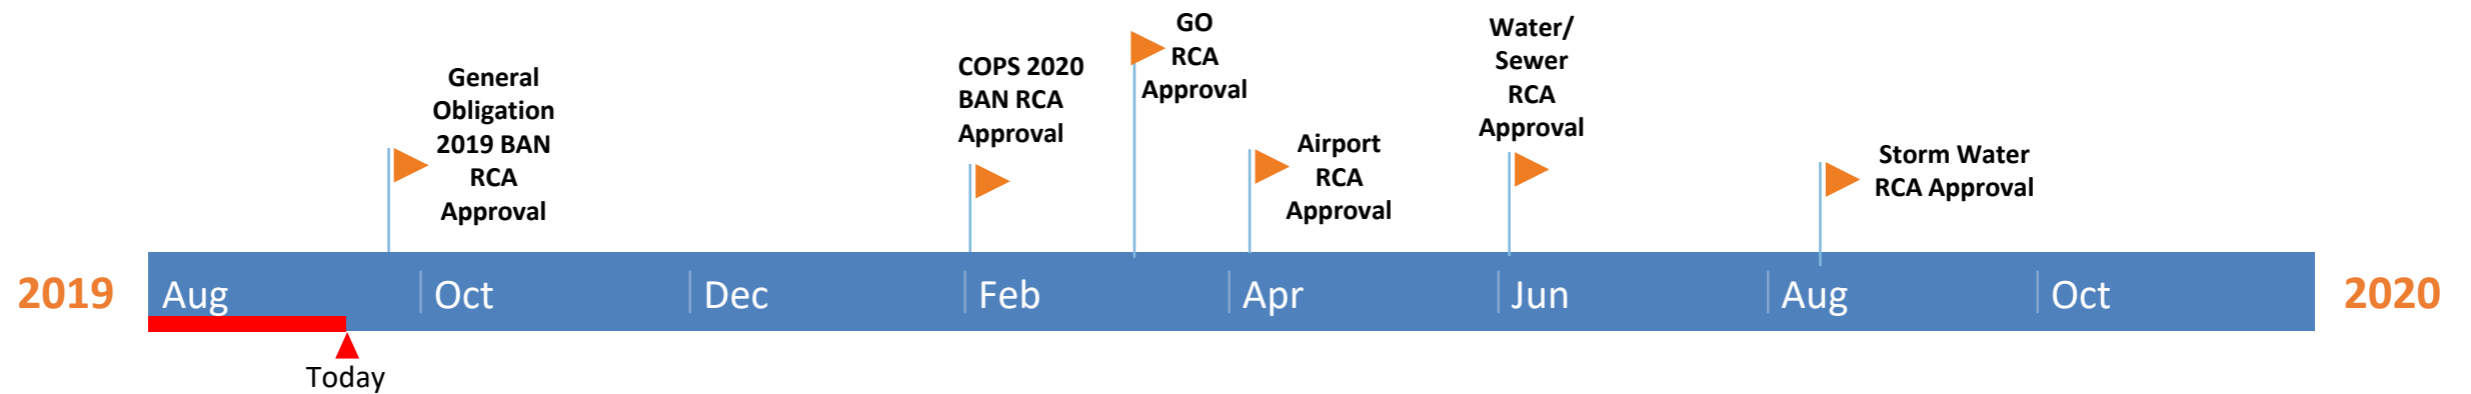 General
Obligation
2019 BAN
RCA
Approval
COPS 2020
BAN RCA
Approval
GO
RCA
Approval
Airport
RCA
Approval
Water/
Sewer
RCA
Approval
Storm Water
RCA Approval
2019 Aug Oct Dec Feb Apr Jun Aug Oct 2020
Today